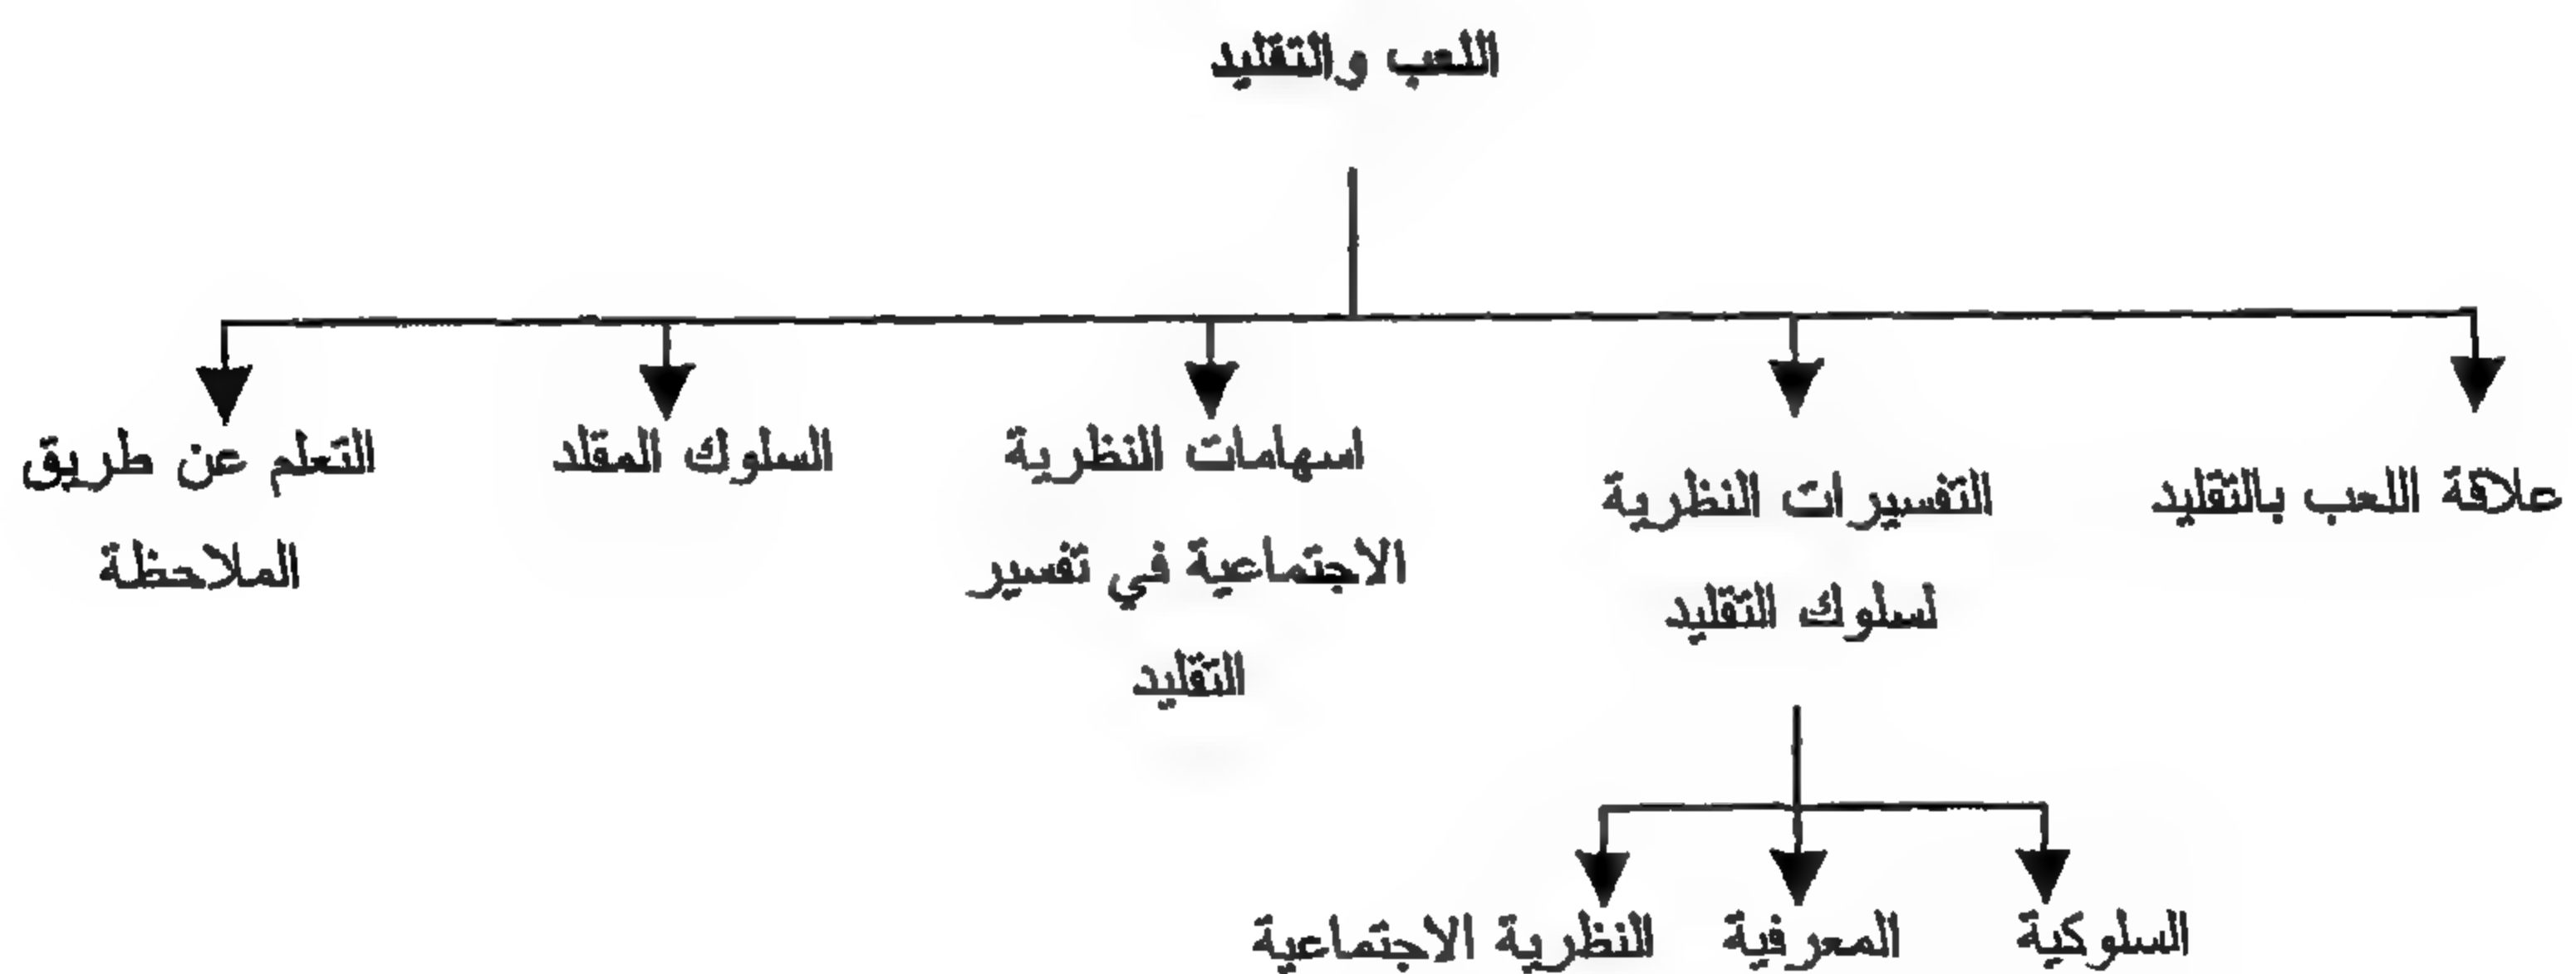 اللعب والتقليد
علاقة اللعب بالتقليد
التفسيرات النظرية
لسلوك التقليد
اسهامات النظرية
الاجتماعية في تفسير
التقليد
السلوك المقلد
التعلم عن طريق
الملاحظة
السلوكية
المعرفية
النظرية الاجتماعية